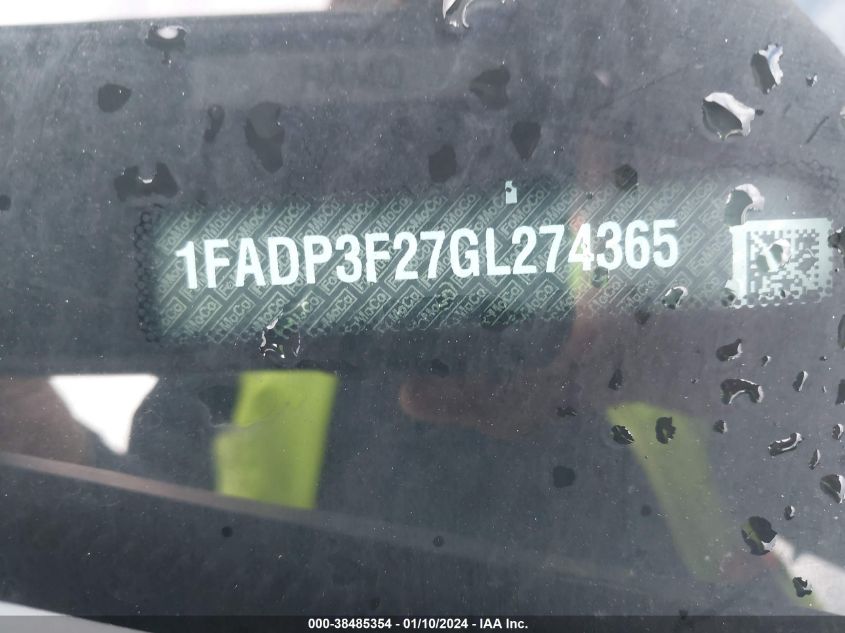 1FADP3F27GL274365
000-38485354 - 01/10/2024 - IAA Inc.